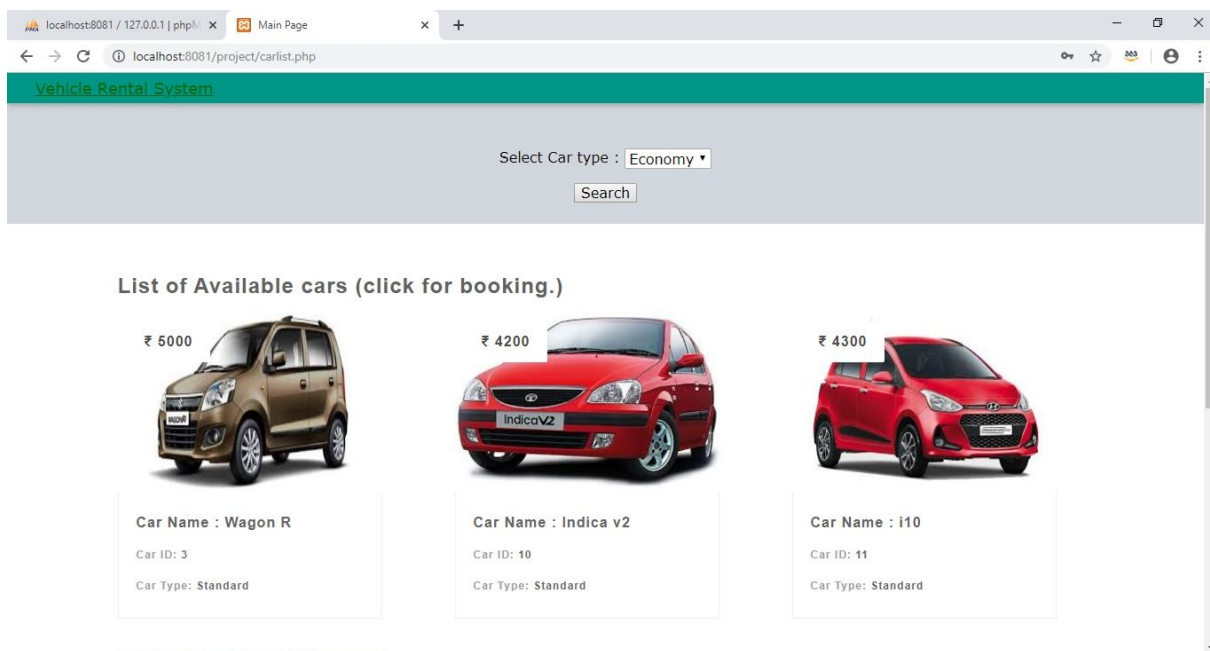 localhost:8081 / 127.0.0.1 | phpM
Main Page
localhost:8081/project/carlist.php
Vehicle Rental System
Select Car type : Economy
Search
List of Available cars (click for booking.)
₹ 5000
₹ 4200
₹ 4300
WAGONR
IndicaV2
Car Name : Wagon R
Car ID: 3
Car Type: Standard
Car Name : Indica v2
Car ID: 10
Car Type: Standard
Car Name : i10
Car ID: 11
Car Type: Standard